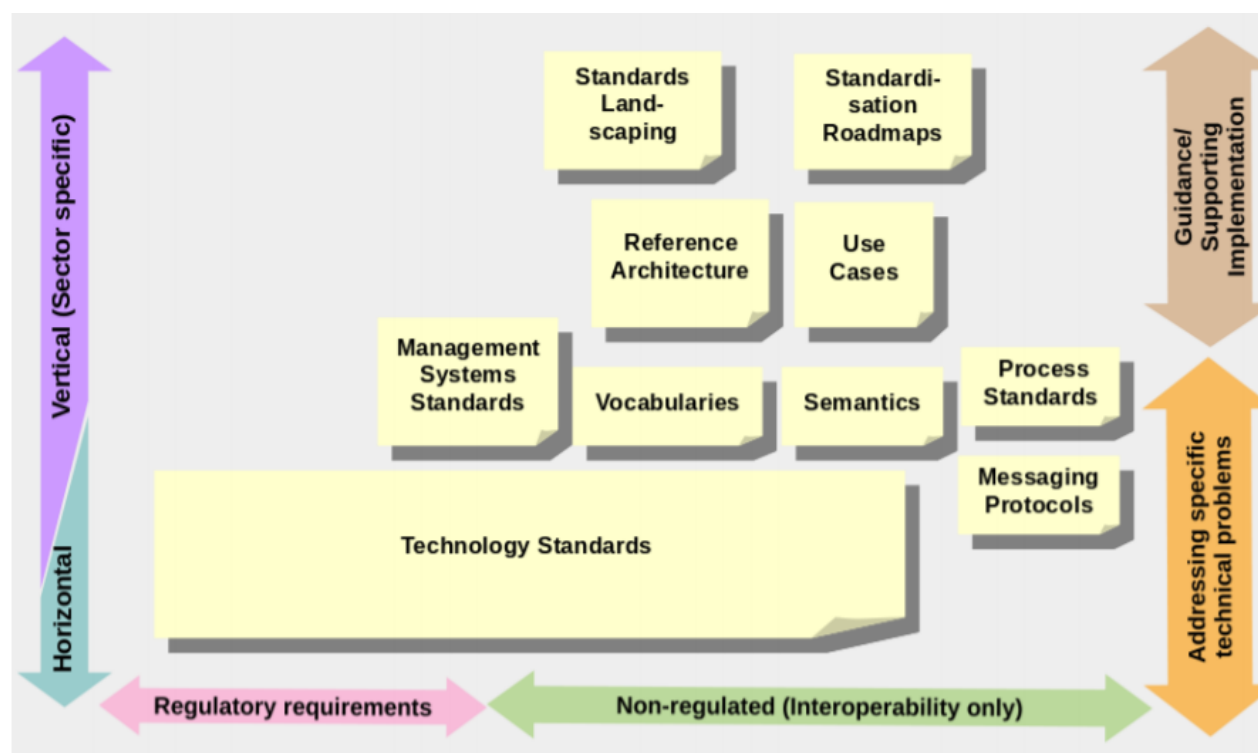 Vertical (Sector specific)
Horizontal
Standards
Land-
scaping
Standardi-
sation
Roadmaps
Reference
Architecture
Use
Cases
Management
Systems
Standards
Vocabularies
Semantics
Process
Standards
Messaging
Protocols
Technology Standards
Guidance/
Supporting
Implementation
Addressing specific
technical problems
Regulatory requirements
Non-regulated (Interoperability only)